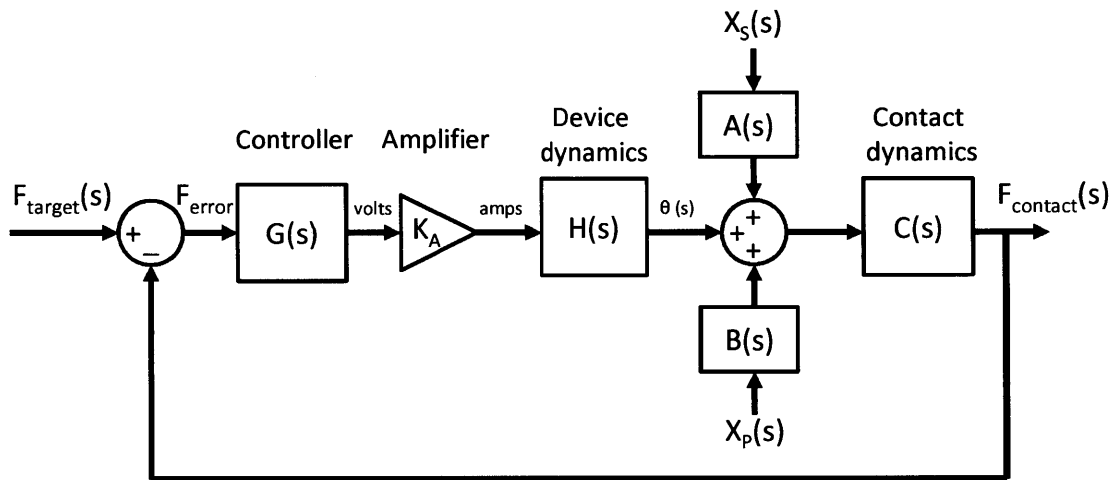 X_S(s)
A(s)
Controller
Amplifier
Device
dynamics
Contact
dynamics
F_target(s)
F_error
volts
amps
θ (s)
F_contact(s)
+
−
G(s)
K_A
H(s)
+
+
+
C(s)
B(s)
X_P(s)